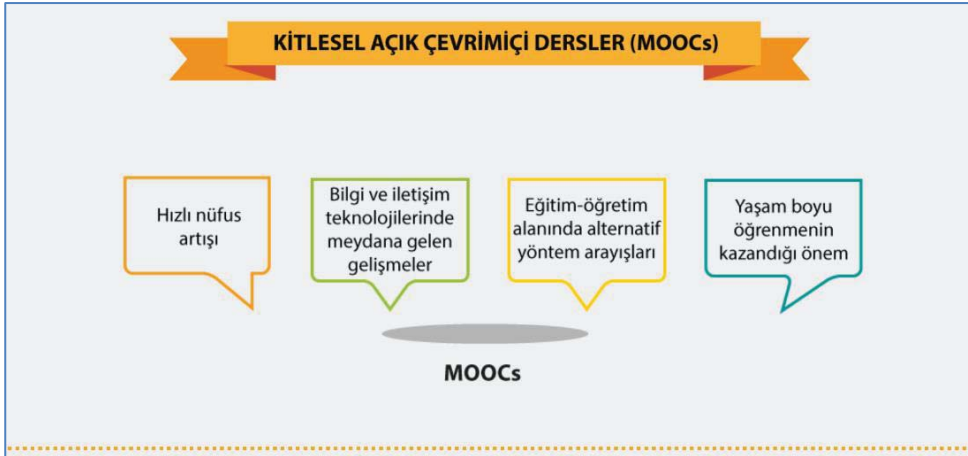 KİTLESEL AÇIK ÇEVRİMİÇİ DERSLER (MOOCs)
Hızlı nüfus
artışı
Bilgi ve iletişim
teknolojilerinde
meydana gelen
gelişmeler
Eğitim-öğretim
alanında alternatif
yöntem arayışları
Yaşam boyu
öğrenmenin
kazandığı önem
MOOCs